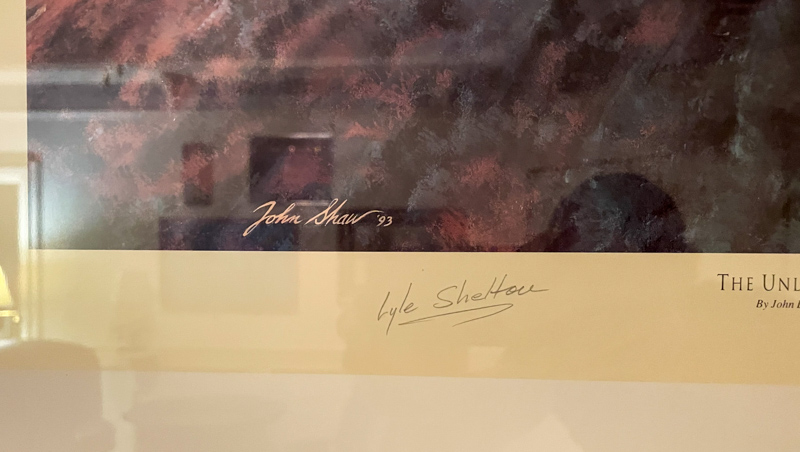 John Shaw '93
Lyle Shelton
THE UNL
By John